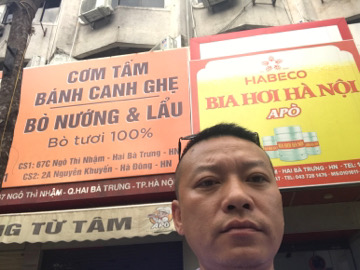 CƠM TẤM
BÁNH CANH GHẸ
BÒ NƯỚNG & LẨU
Bò tươi 100%
CS1: 67C Ngô Thì Nhậm - Hai Bà Trưng - HN
CS2: 2A Nguyễn Khuyến - Hà Đông - HN
HABECO
BIA HƠI HÀ NỘI
APÒ
NGÔ THÌ NHẬM - Q.HAI BÀ TRƯNG - TP.HÀ
NG TỪ TÂM
APÒ